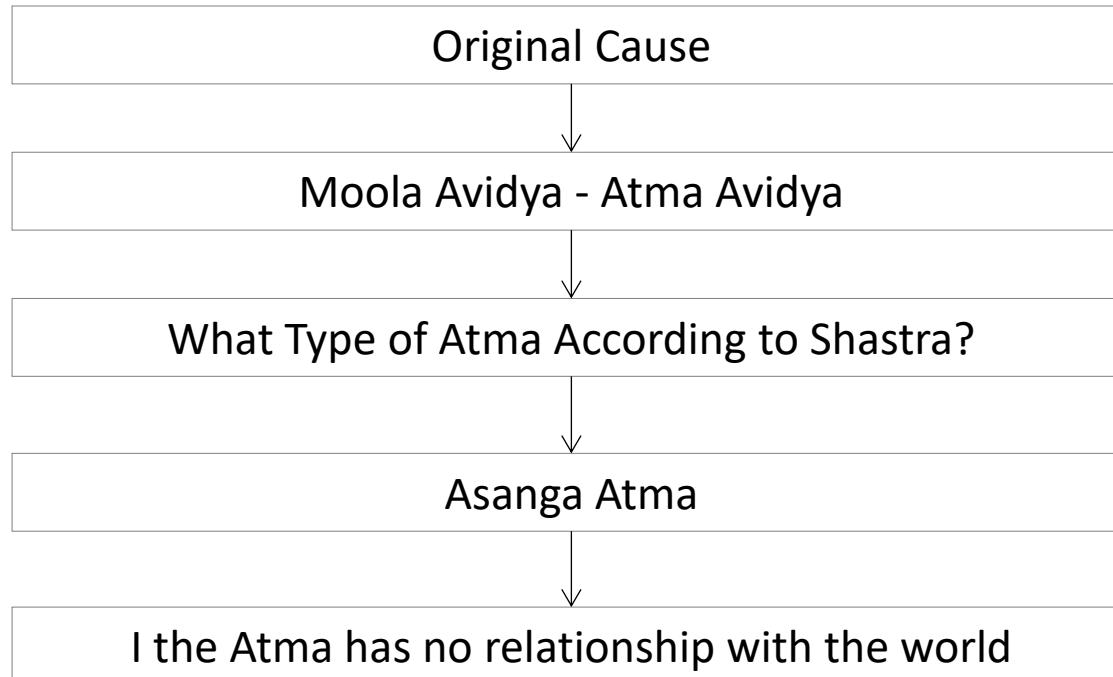 Original Cause
Moola Avidya - Atma Avidya
What Type of Atma According to Shastra?
Asanga Atma
I the Atma has no relationship with the world